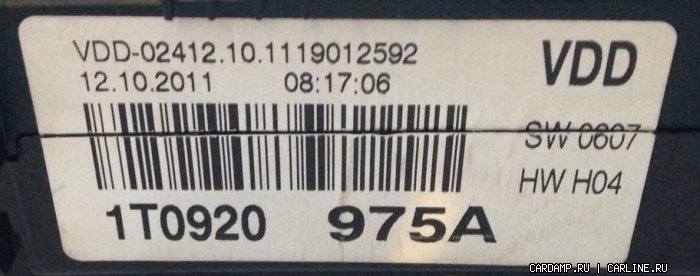 VDD-02412.10.1119012592
12.10.2011 08:17:06
VDD
SW 0607
HW H04
1T0920 975A
CARDAMP.RU | CARLINE.RU